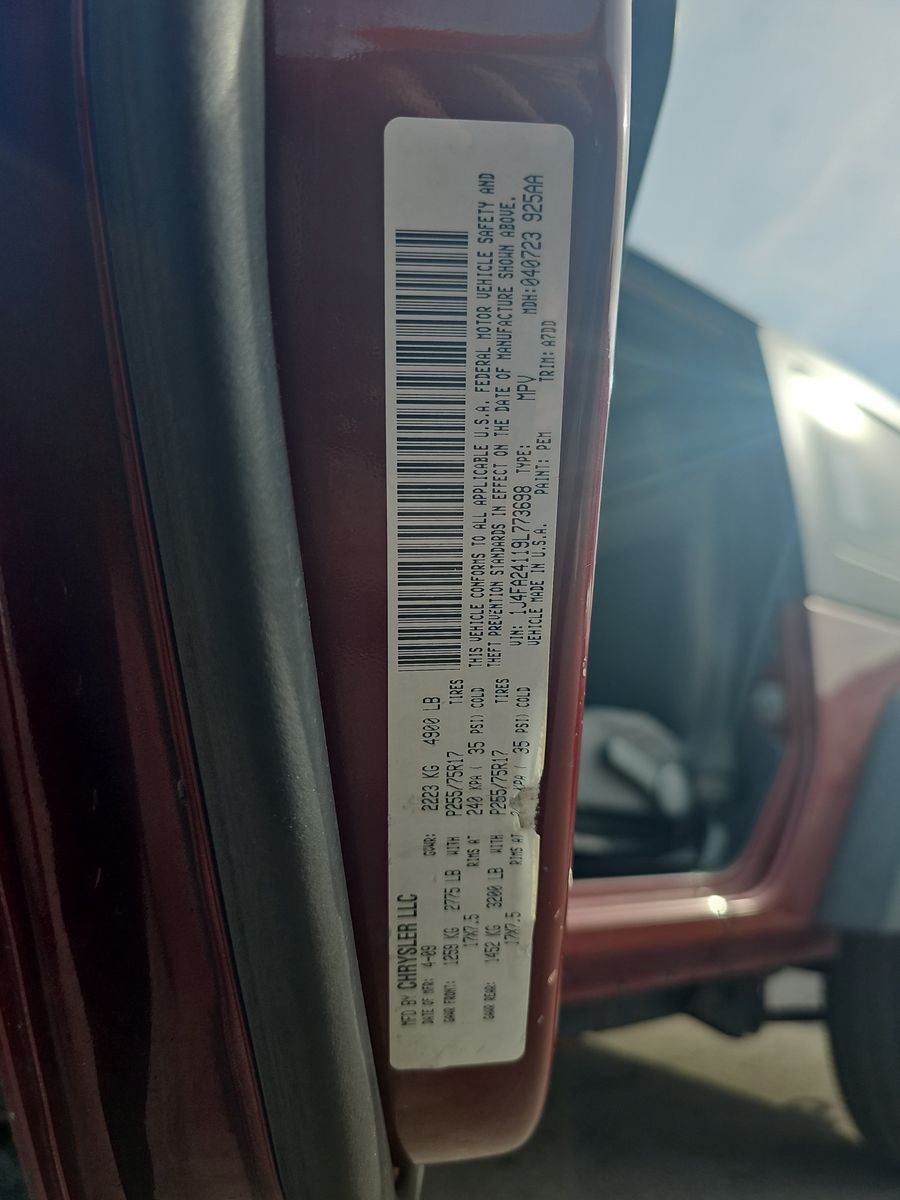 MFD BY CHRYSLER LLC
DATE OF MFR: 4-09 GVWR: 2223 KG 4900 LB
GAWR FRONT: 1259 KG 2775 LB WITH P255/75R17 TIRES
17X7.5 RIMS AT 240 KPA ( 35 PSI) COLD
GAWR REAR: 1452 KG 3200 LB WITH P255/75R17 TIRES
17X7.5 RIMS AT KPA ( 35 PSI) COLD
THIS VEHICLE CONFORMS TO ALL APPLICABLE U.S.A. FEDERAL MOTOR VEHICLE SAFETY AND
THEFT PREVENTION STANDARDS IN EFFECT ON THE DATE OF MANUFACTURE SHOWN ABOVE.
VIN: 1J4FA24119L773698 TYPE: MPV MDH:040723 925AA
VEHICLE MADE IN U.S.A. PAINT: PEM TRIM: A7DD